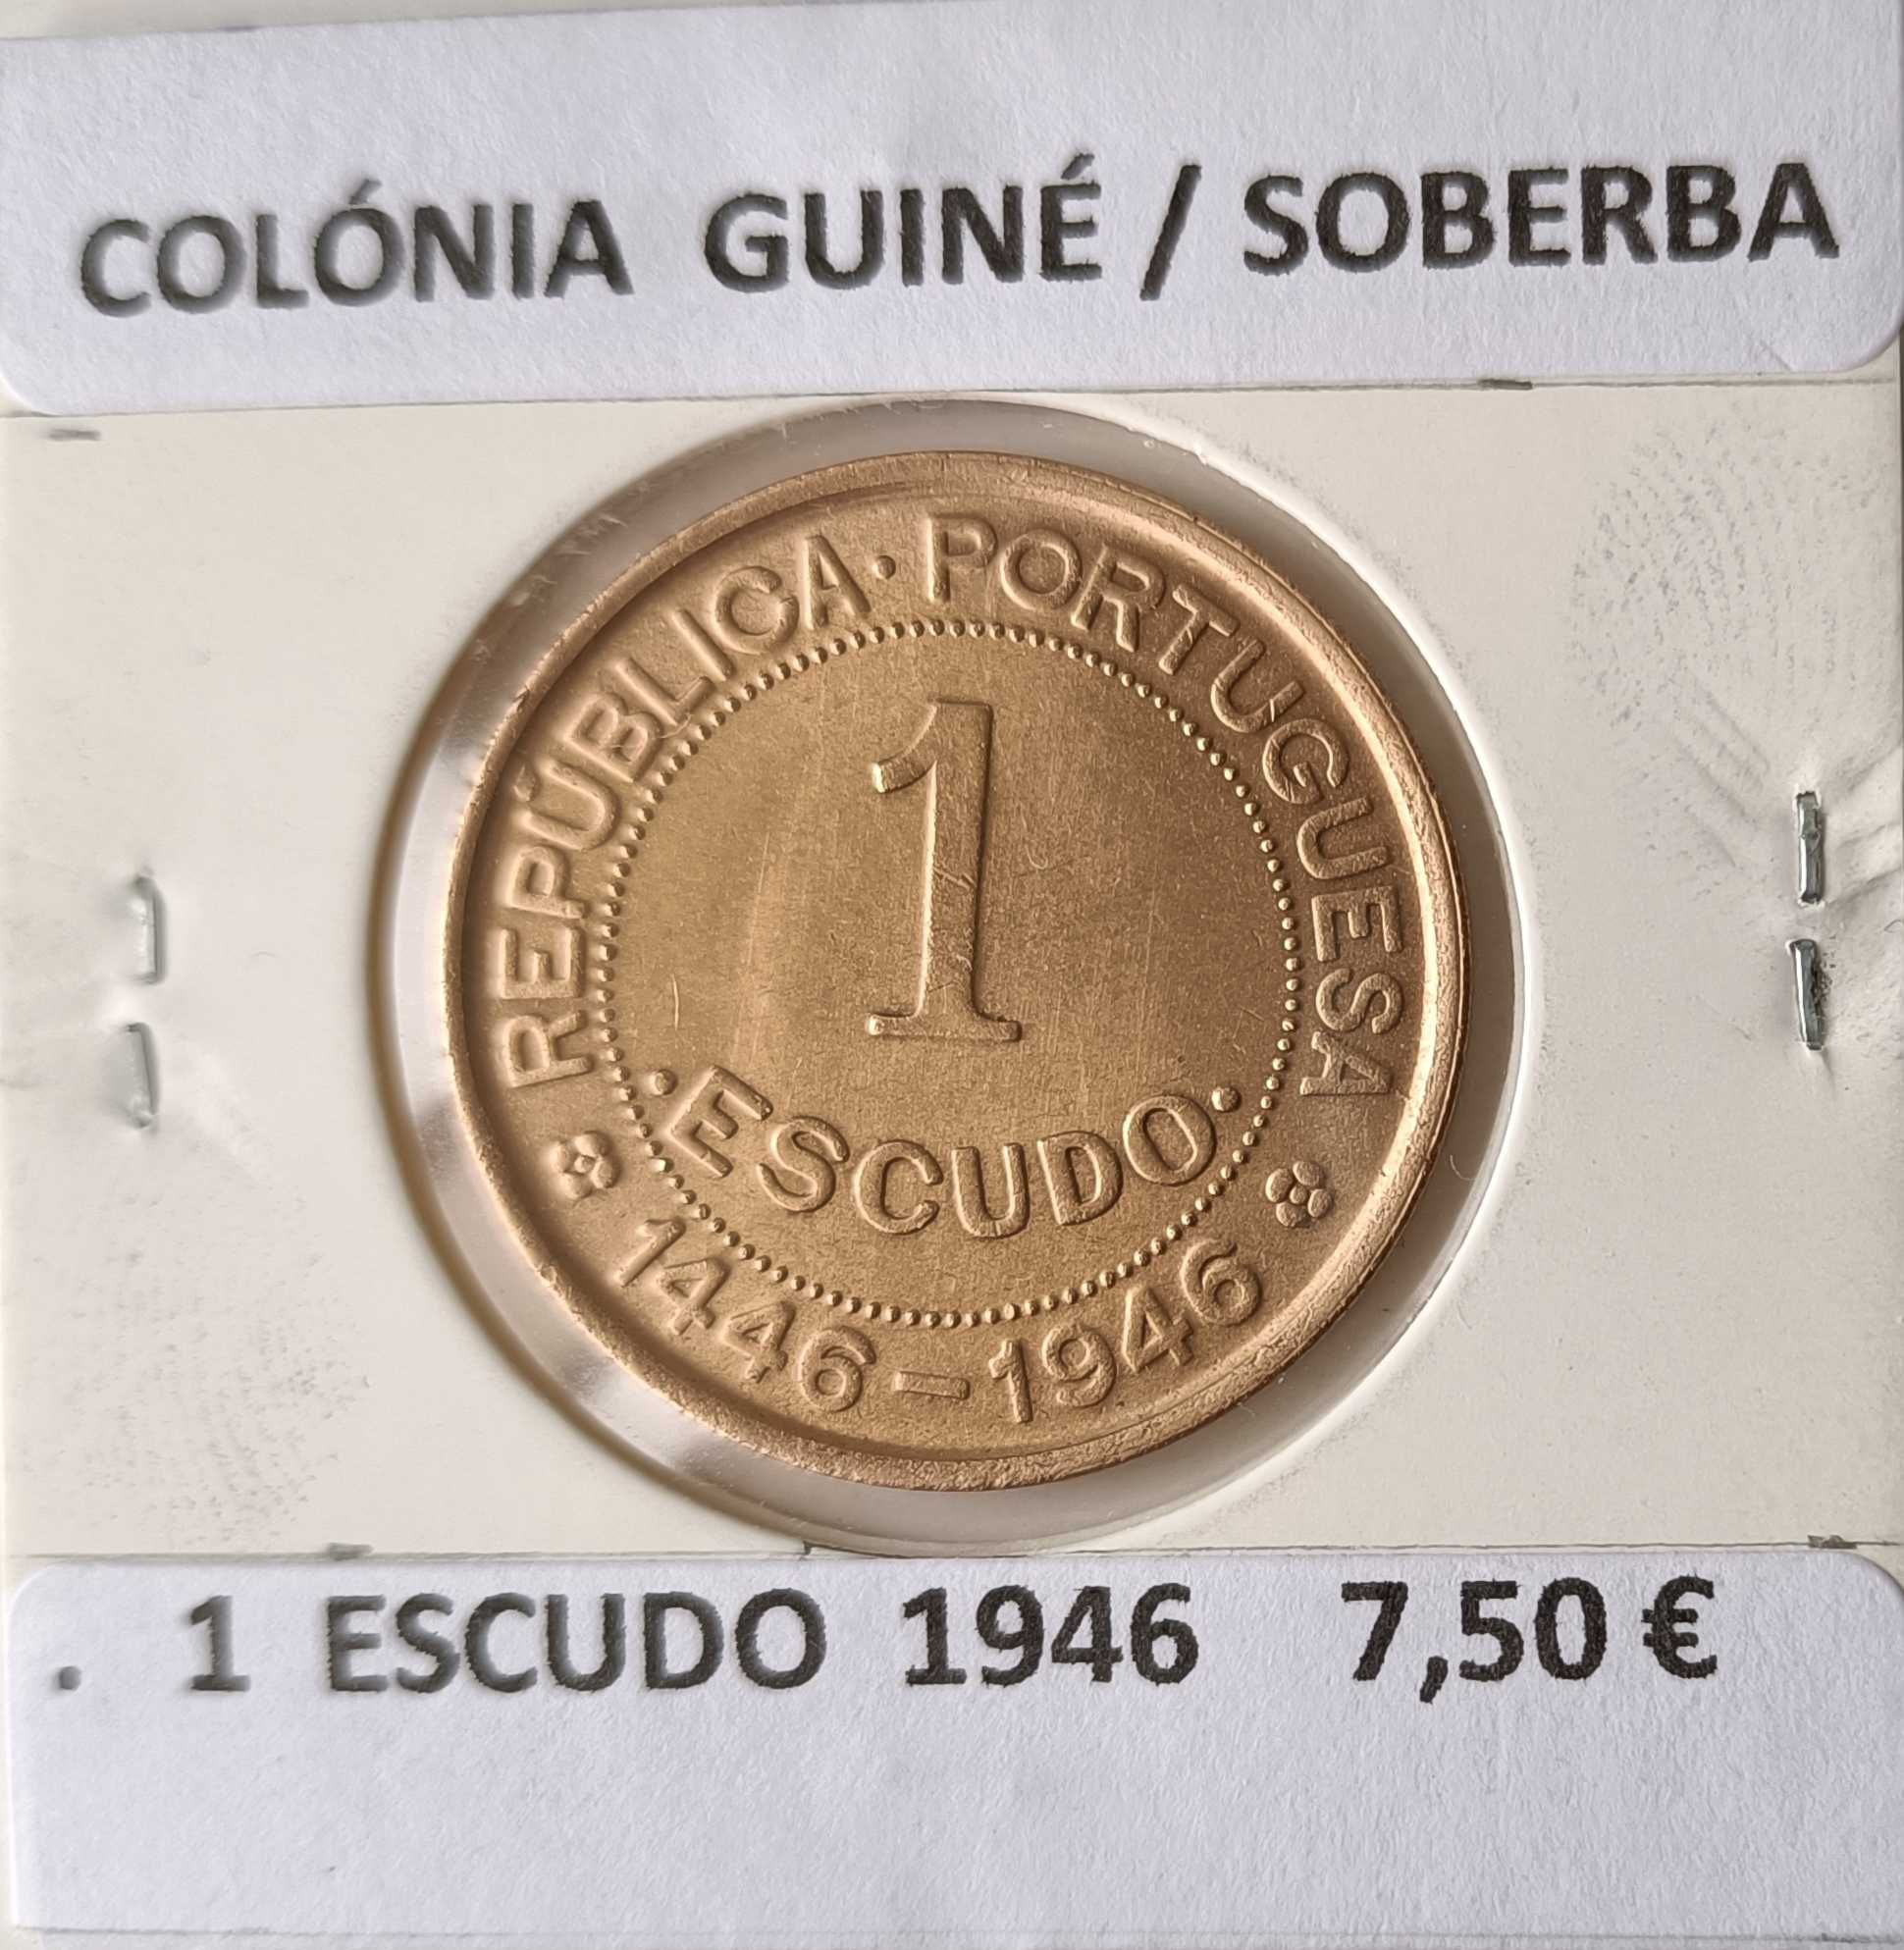 COLÓNIA GUINÉ / SOBERBA
REPÚBLICA · PORTUGUESA
1
·ESCUDO·
1446-1946
. 1 ESCUDO 1946 7,50 €